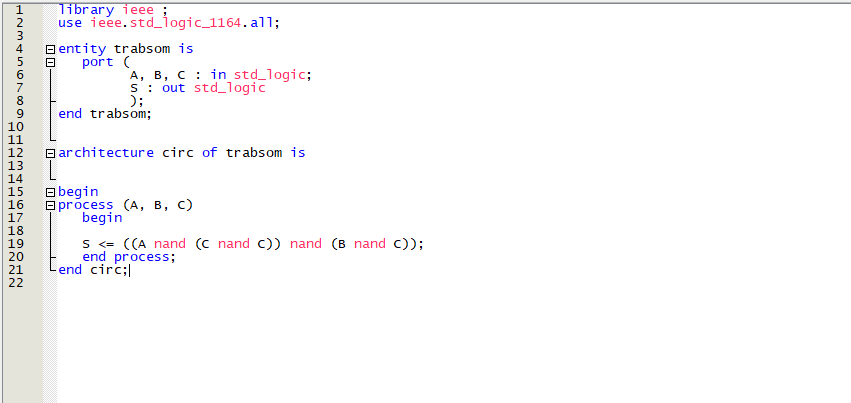 1 library ieee ;
2 use ieee.std_logic_1164.all;
3
4 entity trabsom is
5 port (
6 A, B, C : in std_logic;
7 S : out std_logic
8 );
9 end trabsom;
10
11
12 architecture circ of trabsom is
13
14
15 begin
16 process (A, B, C)
17 begin
18
19 S <= ((A nand (C nand C)) nand (B nand C));
20 end process;
21 end circ;
22